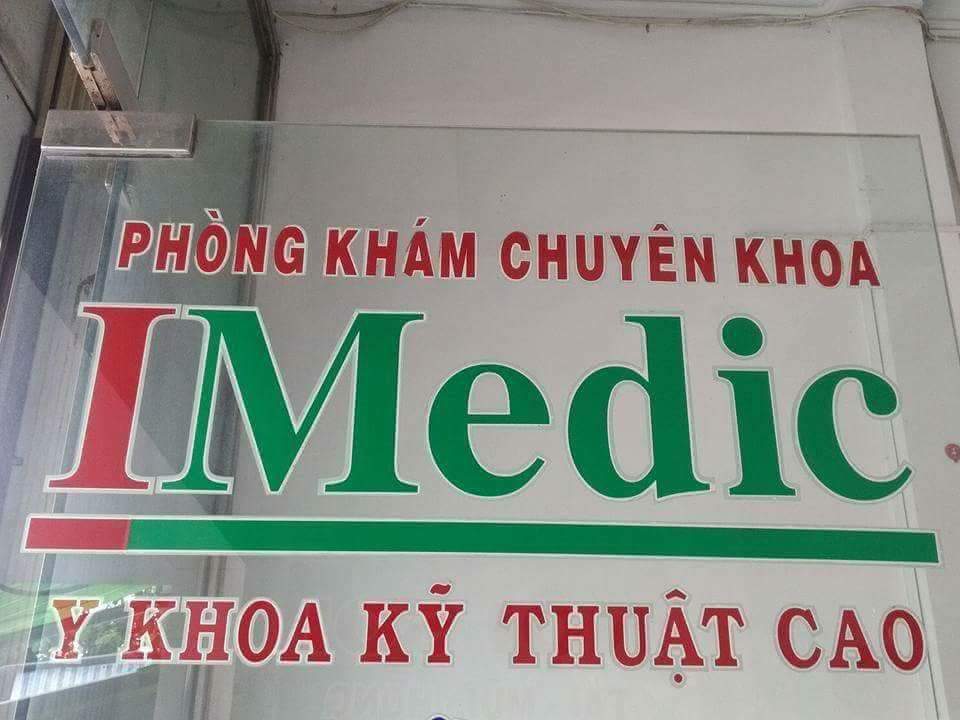 PHÒNG KHÁM CHUYÊN KHOA
IMedic
Y KHOA KỸ THUẬT CAO